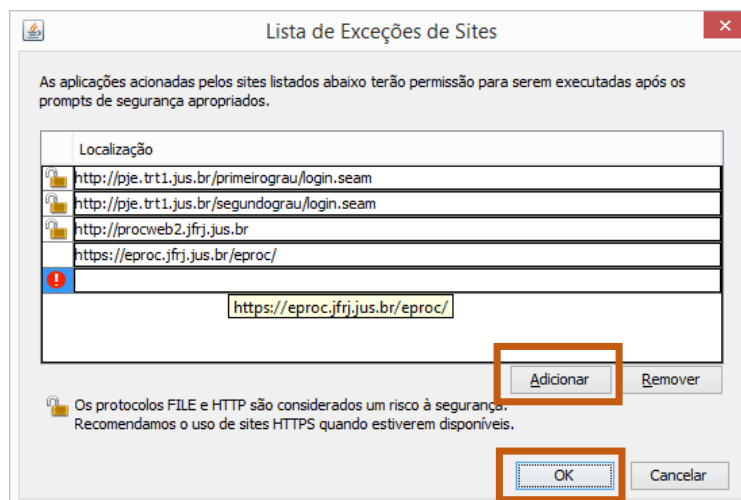 Lista de Exceções de Sites
As aplicações acionadas pelos sites listados abaixo terão permissão para serem executadas após os
prompts de segurança apropriados.
Localização
http://pje.trt1.jus.br/primeirograu/login.seam
http://pje.trt1.jus.br/segundograu/login.seam
http://procweb2.jfrj.jus.br
https://eproc.jfrj.jus.br/eproc/
https://eproc.jfrj.jus.br/eproc/
Adicionar Remover
Os protocolos FILE e HTTP são considerados um risco à segurança.
Recomendamos o uso de sites HTTPS quando estiverem disponíveis.
OK Cancelar